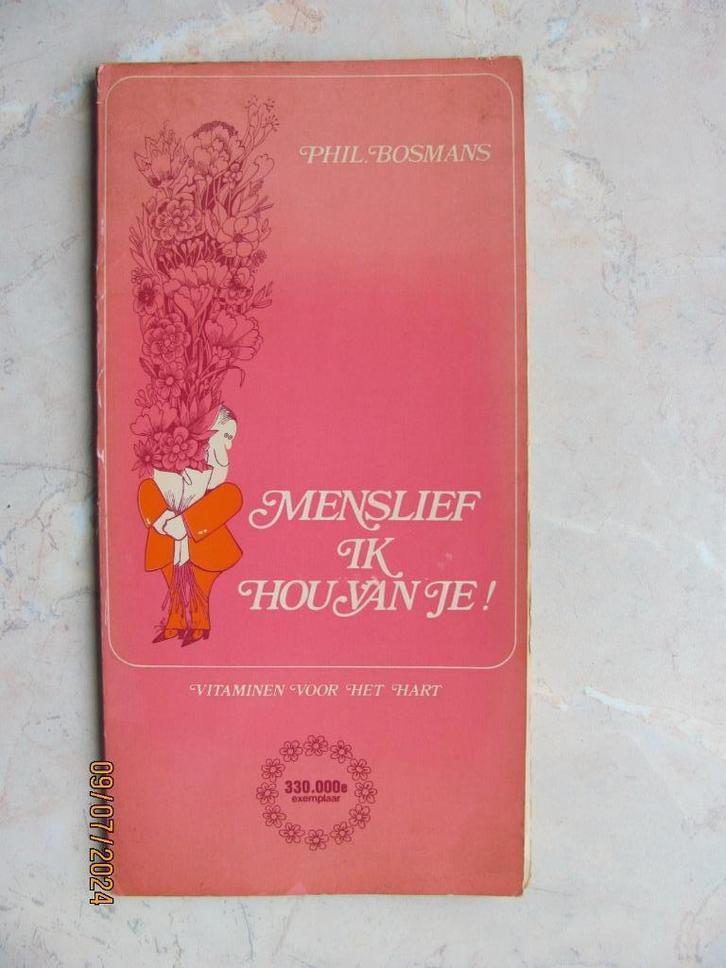 PHIL. BOSMANS
MENSLIEF
IK
HOU VAN JE!
VITAMINEN VOOR HET HART
330.000e
exemplaar
09/07/2024